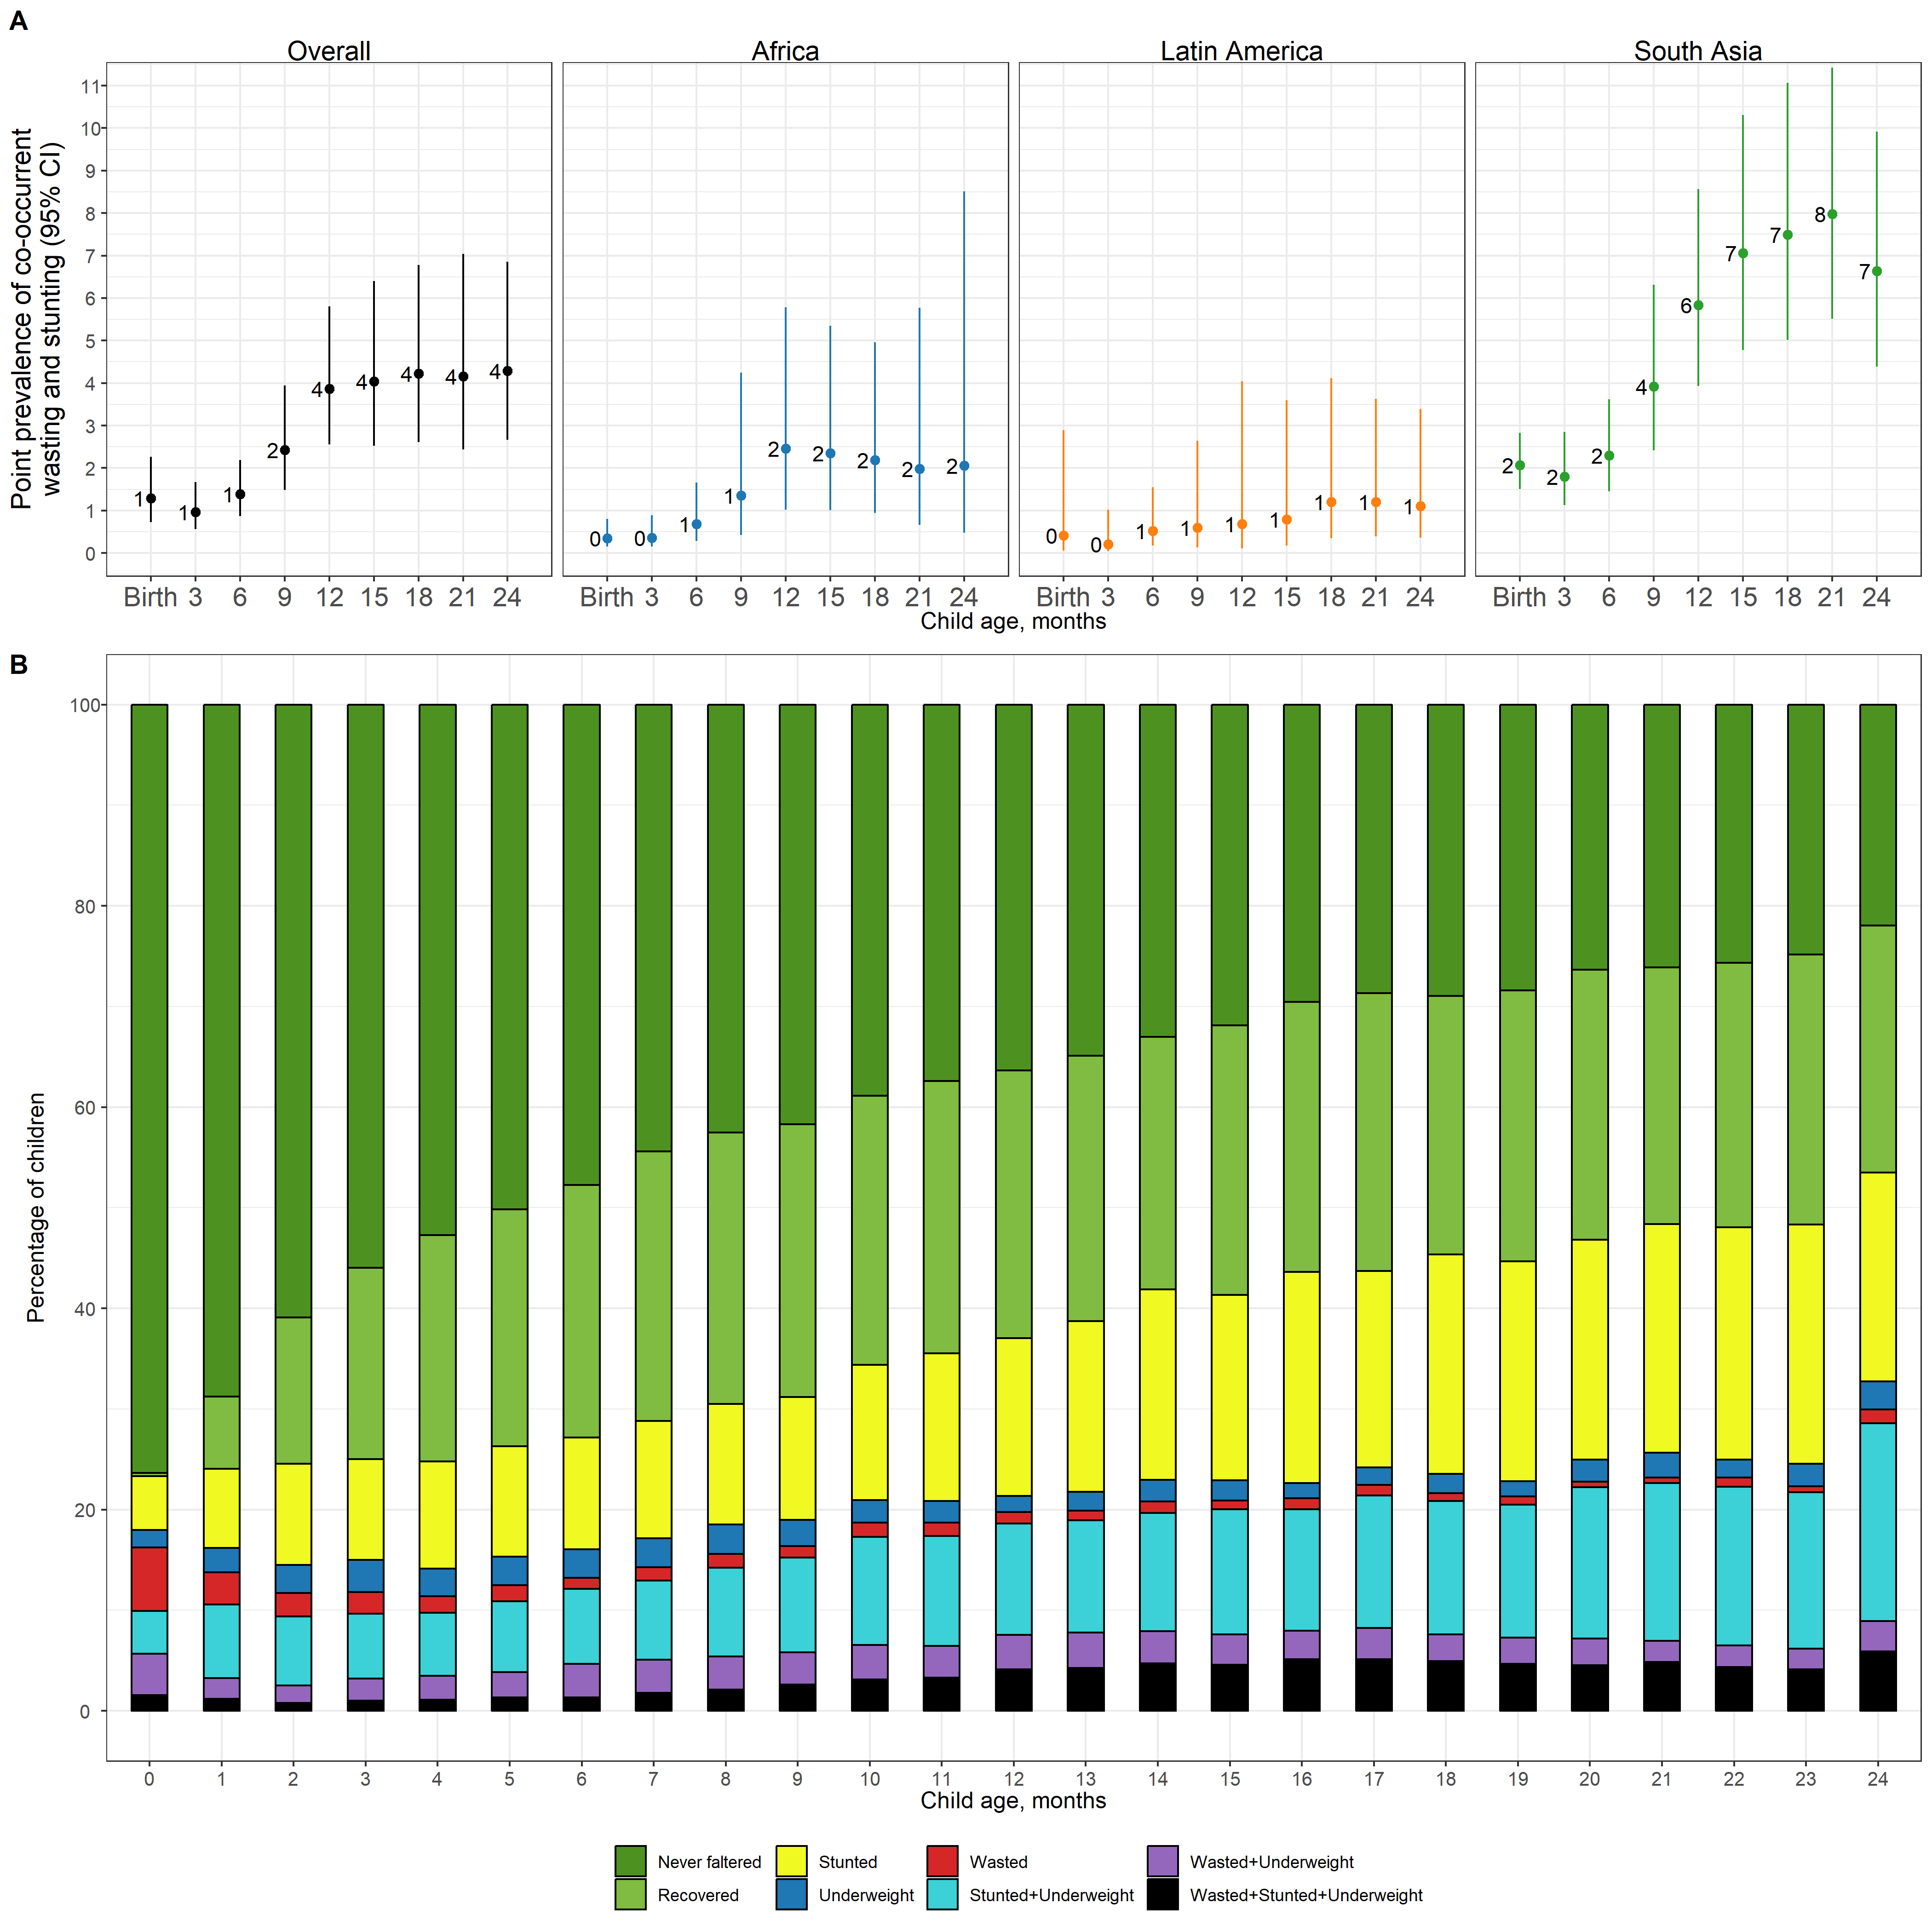 A
Overall Africa Latin America South Asia
Point prevalence of co-occurrent
wasting and stunting (95% CI)
11
10
9
8
7
6
5
4
3
2
1
0
1 1 1 2 4 4 4 4 4
0 0 1 1 2 2 2 2 2
0 0 1 1 1 1 1 1 1
2 2 2 4 6 7 7 8 7
Birth 3 6 9 12 15 18 21 24 Birth 3 6 9 12 15 18 21 24 Birth 3 6 9 12 15 18 21 24 Birth 3 6 9 12 15 18 21 24
Child age, months
B
Percentage of children
100
80
60
40
20
0
0 1 2 3 4 5 6 7 8 9 10 11 12 13 14 15 16 17 18 19 20 21 22 23 24
Child age, months
Never faltered Stunted Wasted Wasted+Underweight
Recovered Underweight Stunted+Underweight Wasted+Stunted+Underweight